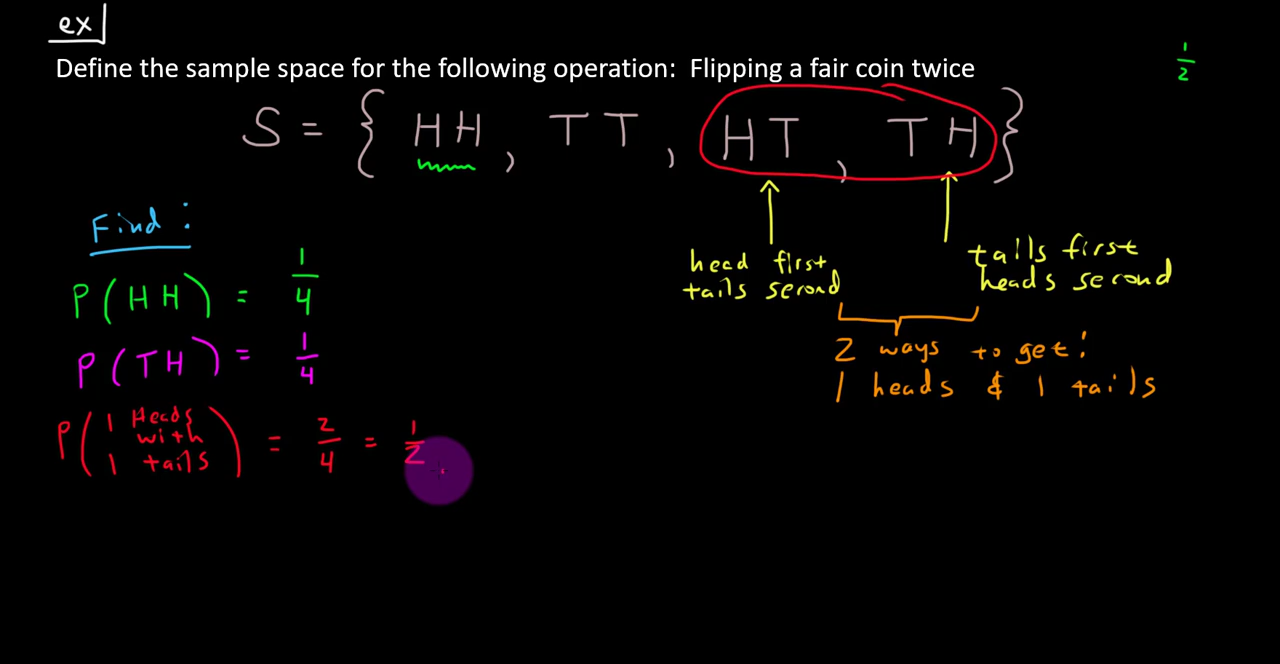 ex
Define the sample space for the following operation: Flipping a fair coin twice
1/2
S = { HH, TT, HT, TH }
Find:
P(HH) = 1/4
P(TH) = 1/4
P(1 Heads with 1 tails) = 2/4 = 1/2
head first
tails second
tails first
heads second
2 ways to get:
1 heads & 1 tails